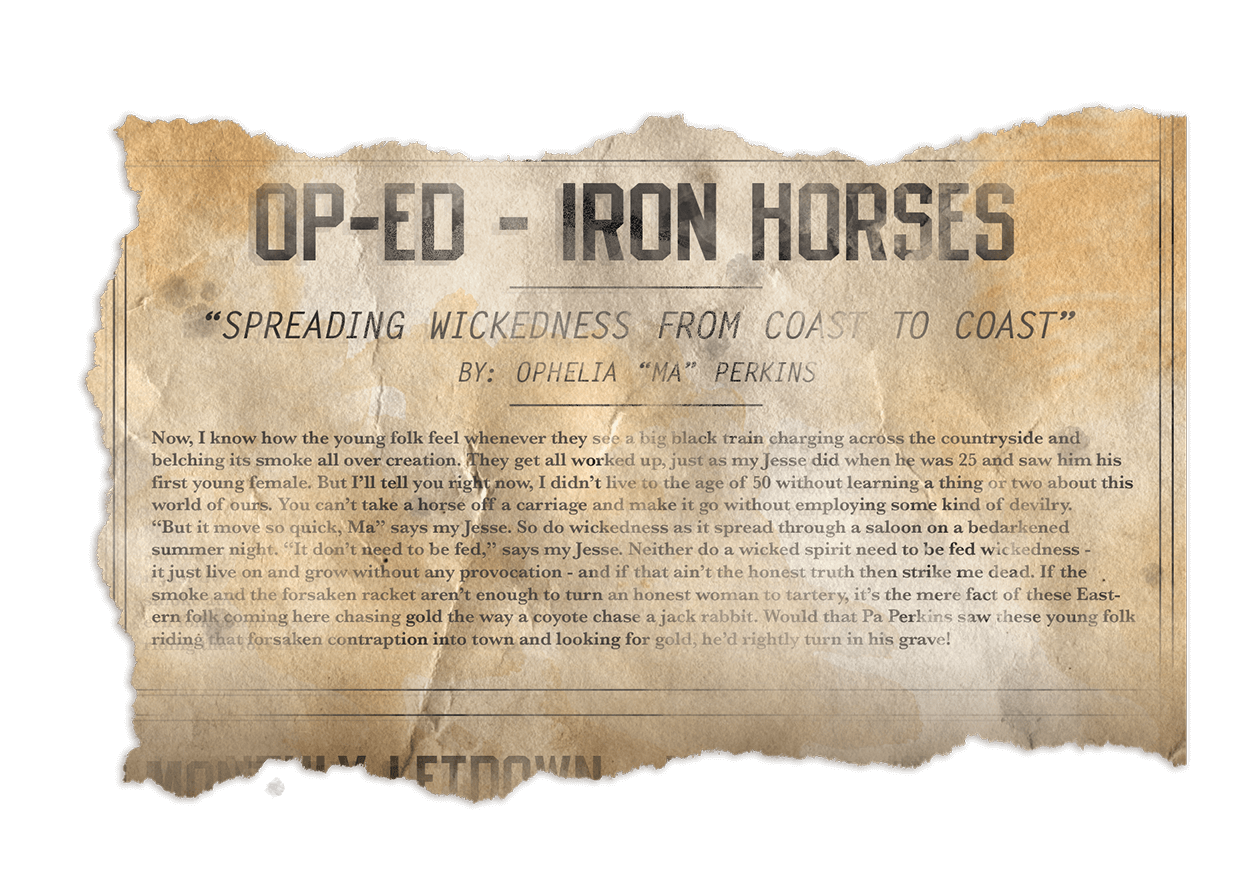 OP-ED - IRON HORSES
“SPREADING WICKEDNESS FROM COAST TO COAST”
BY: OPHELIA “MA” PERKINS
Now, I know how the young folk feel whenever they see a big black train charging across the countryside and
belching its smoke all over creation. They get all worked up, just as my Jesse did when he was 25 and saw him his
first young female. But I’ll tell you right now, I didn’t live to the age of 50 without learning a thing or two about this
world of ours. You can’t take a horse off a carriage and make it go without employing some kind of devilry.
“But it move so quick, Ma” says my Jesse. So do wickedness as it spread through a saloon on a bedarkened
summer night. “It don’t need to be fed,” says my Jesse. Neither do a wicked spirit need to be fed wickedness -
it just live on and grow without any provocation - and if that ain’t the honest truth then strike me dead. If the
smoke and the forsaken racket aren’t enough to turn an honest woman to tartery, it’s the mere fact of these East-
ern folk coming here chasing gold the way a coyote chase a jack rabbit. Would that Pa Perkins saw these young folk
riding that forsaken contraption into town and looking for gold, he’d rightly turn in his grave!
MONTHLY LETDOWN